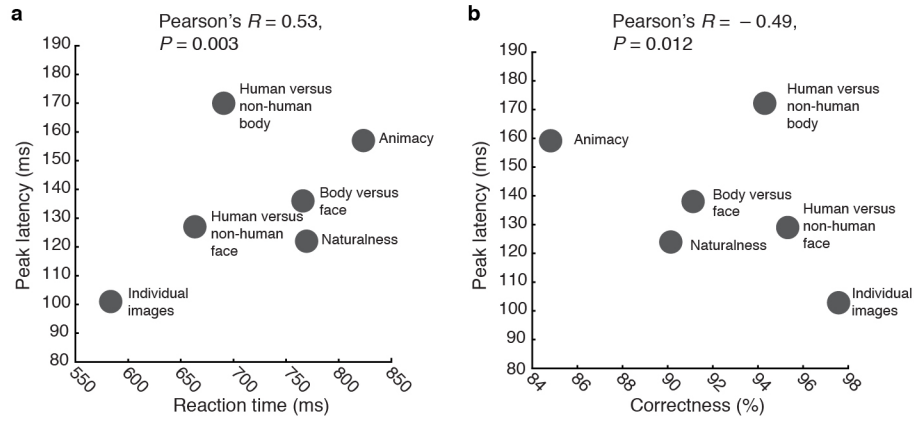 a
Pearson's R = 0.53,
P = 0.003
190
180
170
160
150
140
130
120
110
100
90
80
Peak latency (ms)
Human versus
non-human
body
Animacy
Body versus
face
Human versus
non-human
face
Naturalness
Individual
images
550
600
650
700
750
800
850
Reaction time (ms)
b
Pearson's R = − 0.49,
P = 0.012
190
180
170
160
150
140
130
120
110
100
90
80
Peak latency (ms)
Human versus
non-human
body
Animacy
Body versus
face
Human versus
non-human
face
Naturalness
Individual
images
84
86
88
90
92
94
96
98
Correctness (%)